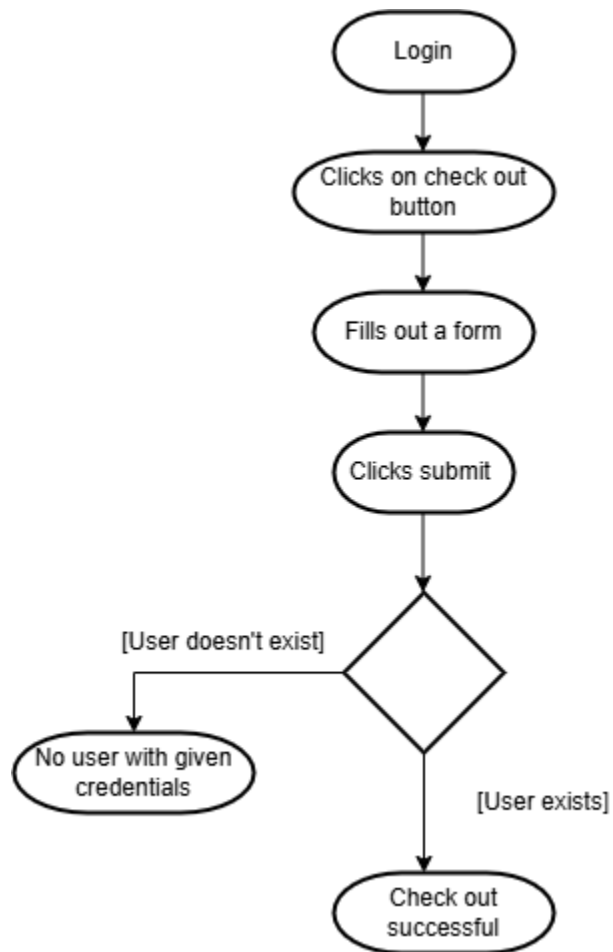 Login
Clicks on check out
button
Fills out a form
Clicks submit
[User doesn't exist]
No user with given
credentials
[User exists]
Check out
successful